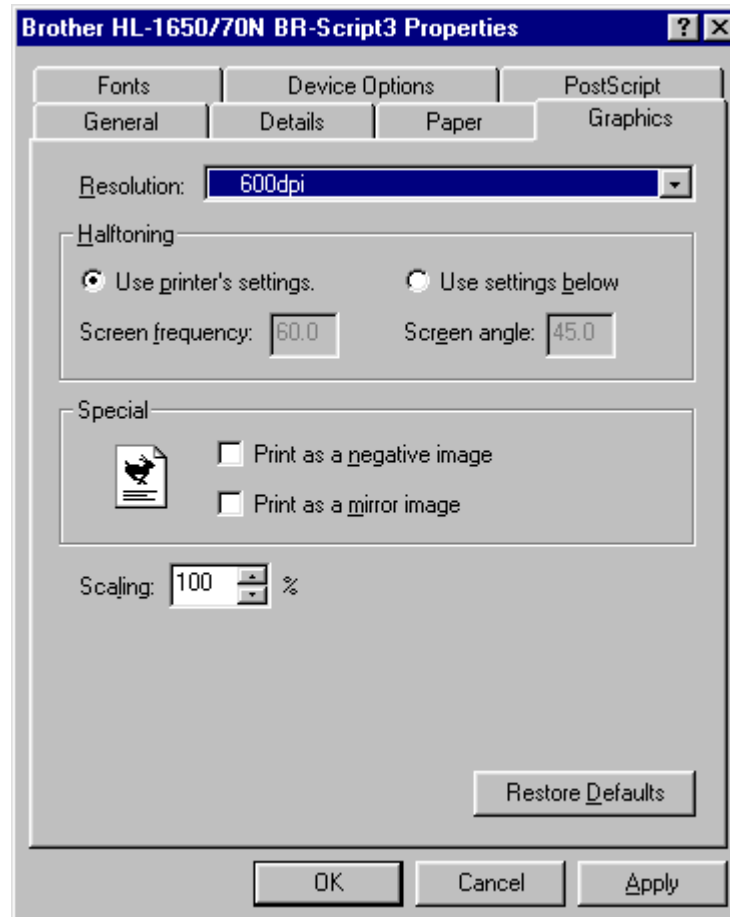 Brother HL-1650/70N BR-Script3 Properties
Fonts Device Options PostScript
General Details Paper Graphics
Resolution: 600dpi
Halftoning
Use printer's settings. Use settings below
Screen frequency: 60.0 Screen angle: 45.0
Special
Print as a negative image
Print as a mirror image
Scaling: 100 %
Restore Defaults
OK Cancel Apply